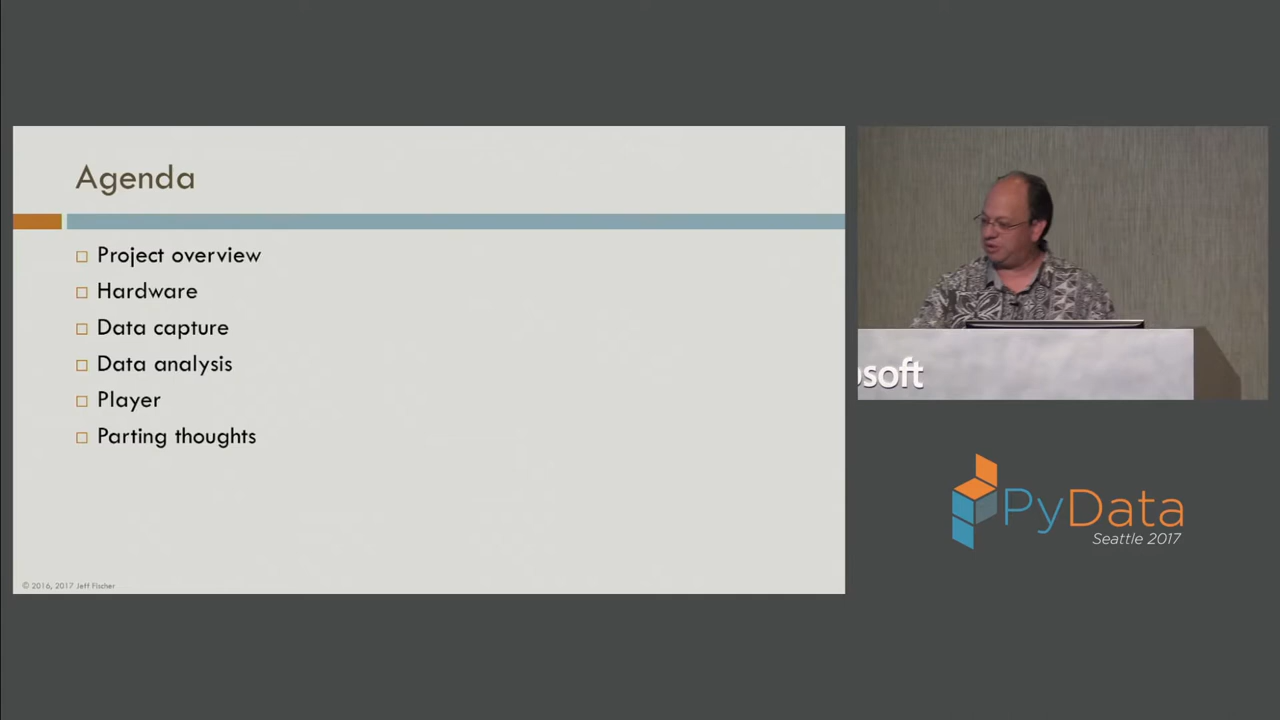 Agenda
Project overview
Hardware
Data capture
Data analysis
Player
Parting thoughts
© 2016, 2017 Jeff Fischer
osoft
PyData
Seattle 2017